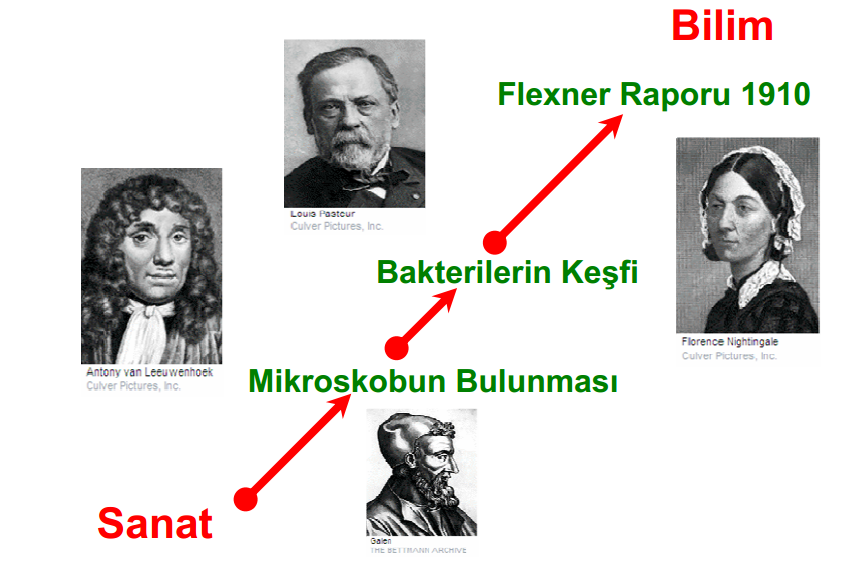 Bilim
Flexner Raporu 1910
Louis Pasteur
Culver Pictures, Inc.
Bakterilerin Keşfi
Florence Nightingale
Culver Pictures, Inc.
Antony van Leeuwenhoek
Culver Pictures, Inc.
Mikroskobun Bulunması
Sanat
Galen
THE BETTMANN ARCHIVE